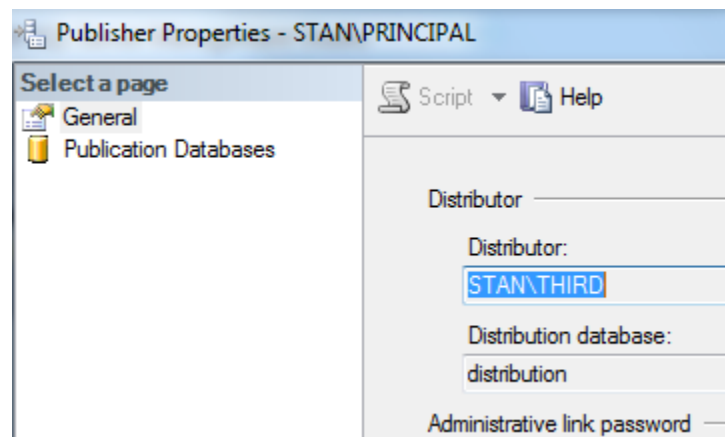 Publisher Properties - STAN\PRINCIPAL
Select a page
General
Publication Databases
Script
Help
Distributor
Distributor:
STAN\THIRD
Distribution database:
distribution
Administrative link password